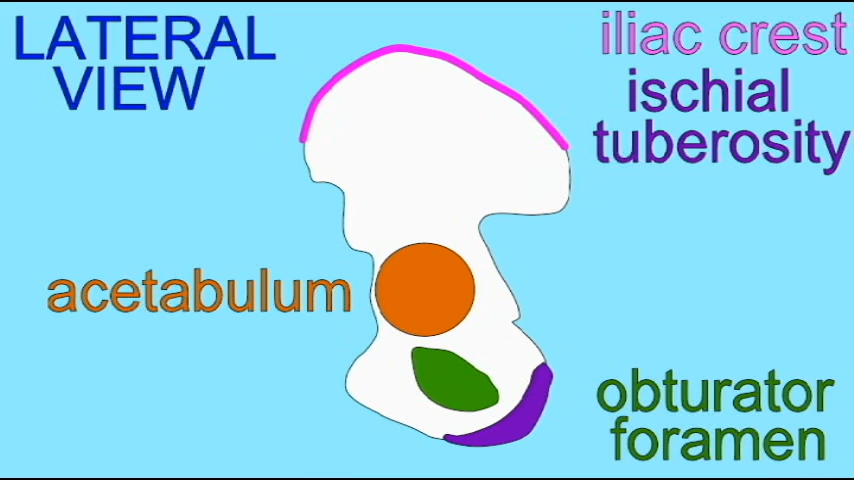 LATERAL
VIEW
iliac crest
ischial
tuberosity
acetabulum
obturator
foramen